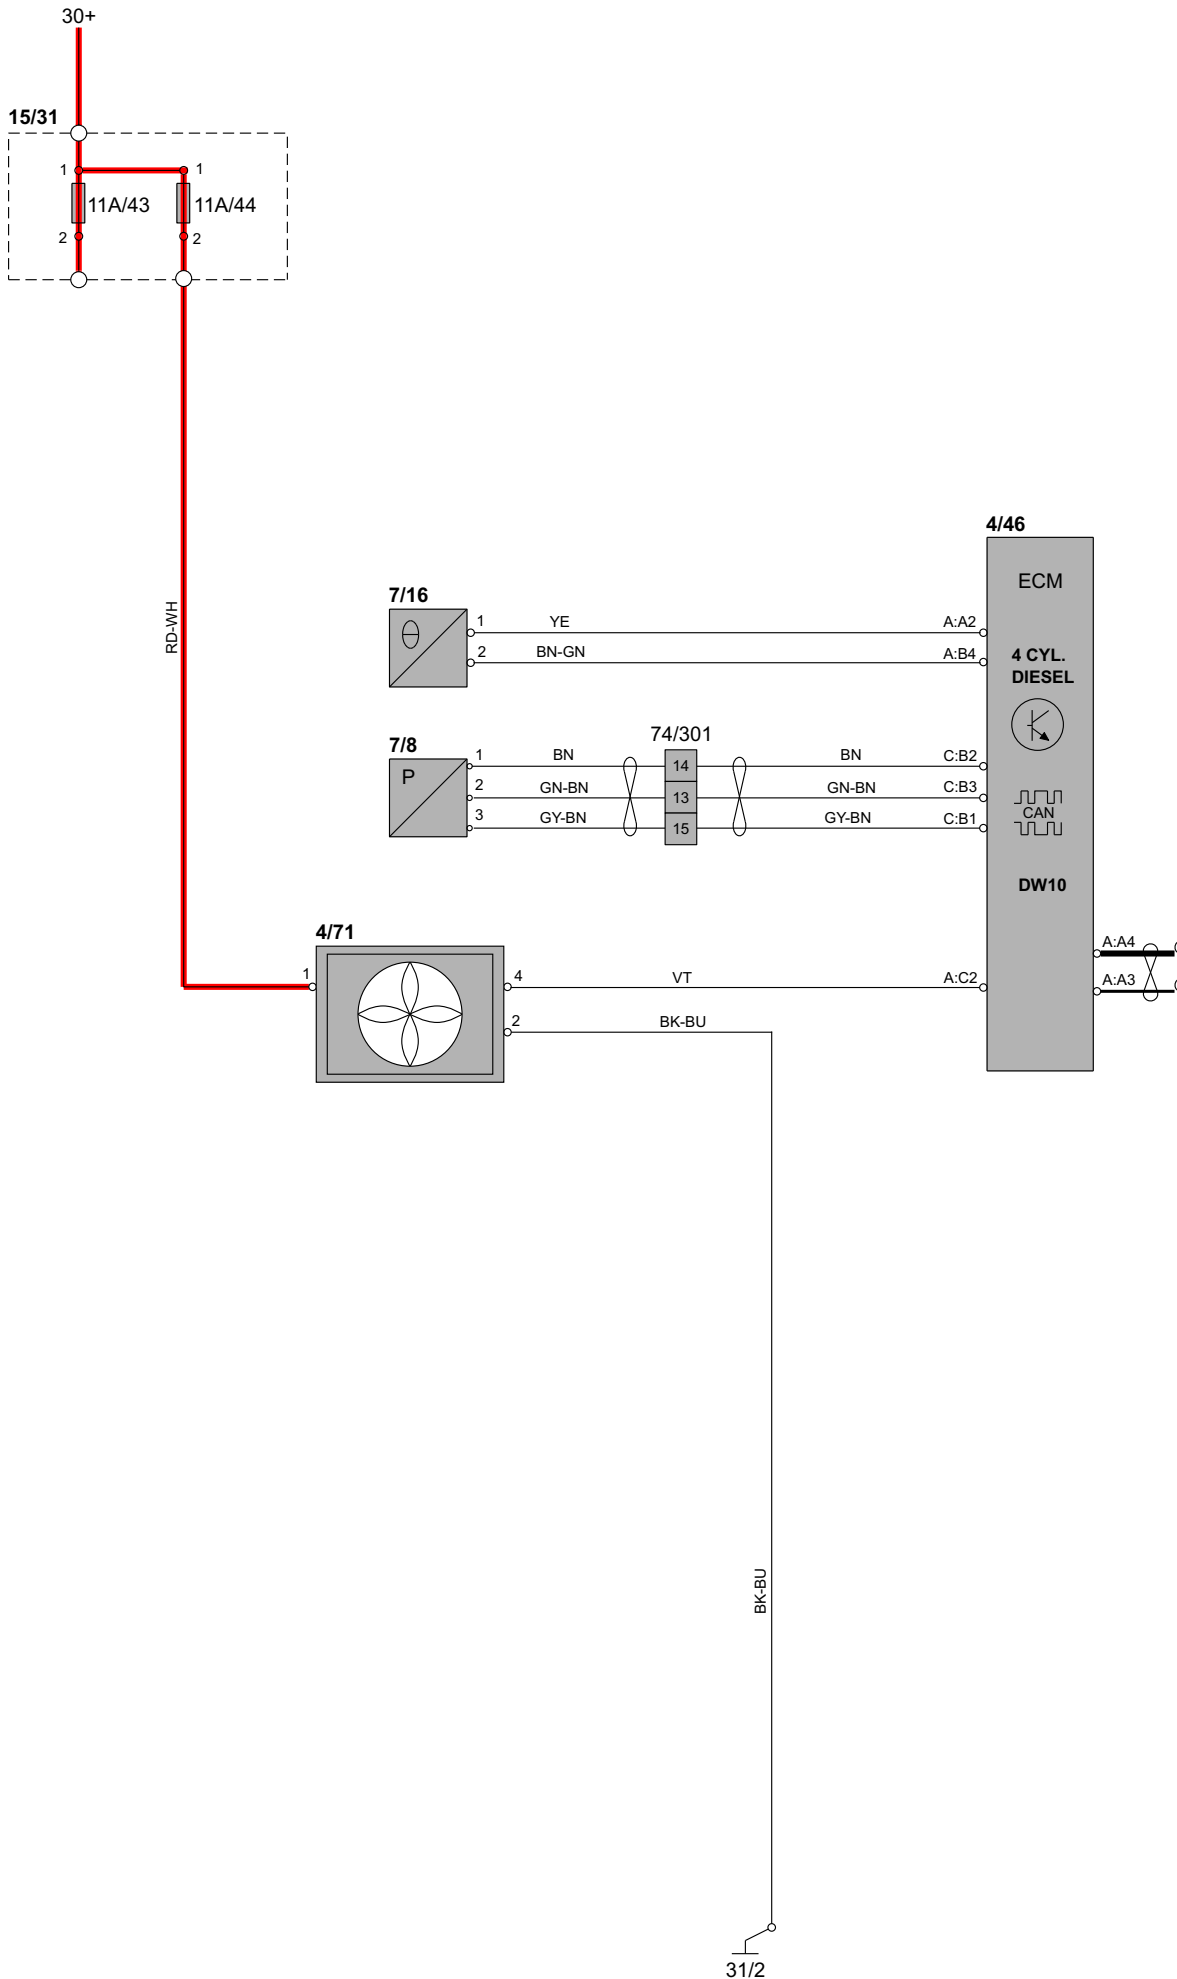 30+
15/31
1 1
11A/43 11A/44
2 2
RD-WH
4/46
ECM
4 CYL.
DIESEL
CAN
DW10
7/16
θ
1 YE A:A2
2 BN-GN A:B4
7/8
P
74/301
1 BN 14 BN C:B2
2 GN-BN 13 GN-BN C:B3
3 GY-BN 15 GY-BN C:B1
A:A4
A:A3
4/71
1 4 VT A:C2
2 BK-BU
BK-BU
31/2